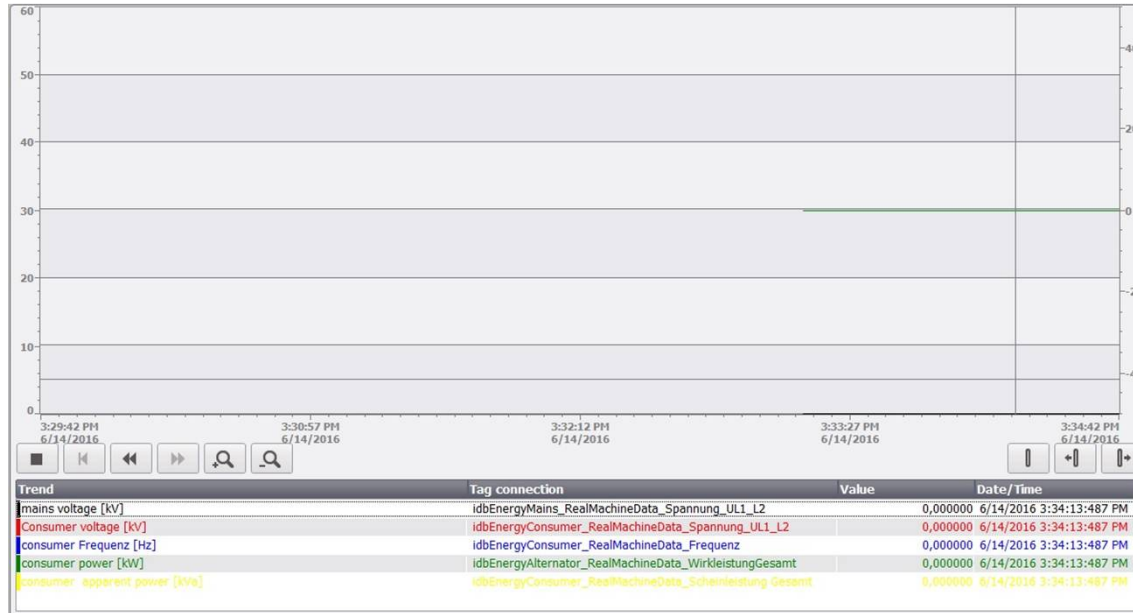 60
50
40
30
20
10
0
20
0
3:29:42 PM 3:30:57 PM 3:32:12 PM 3:33:27 PM 3:34:42 PM
6/14/2016 6/14/2016 6/14/2016 6/14/2016 6/14/2016
Trend Tag connection Value Date/Time
mains voltage [kV] idbEnergyMains_RealMachineData_Spannung_UL1_L2 0,000000 6/14/2016 3:34:13:487 PM
Consumer voltage [kV] idbEnergyConsumer_RealMachineData_Spannung_UL1_L2 0,000000 6/14/2016 3:34:13:487 PM
consumer Frequenz [Hz] idbEnergyConsumer_RealMachineData_Frequenz 0,000000 6/14/2016 3:34:13:487 PM
consumer power [kW] idbEnergyAlternator_RealMachineData_WirkleistungGesamt 0,000000 6/14/2016 3:34:13:487 PM
consumer apparent power [kVa] idbEnergyConsumer_RealMachineData_Scheinleistung Gesamt 0,000000 6/14/2016 3:34:13:487 PM